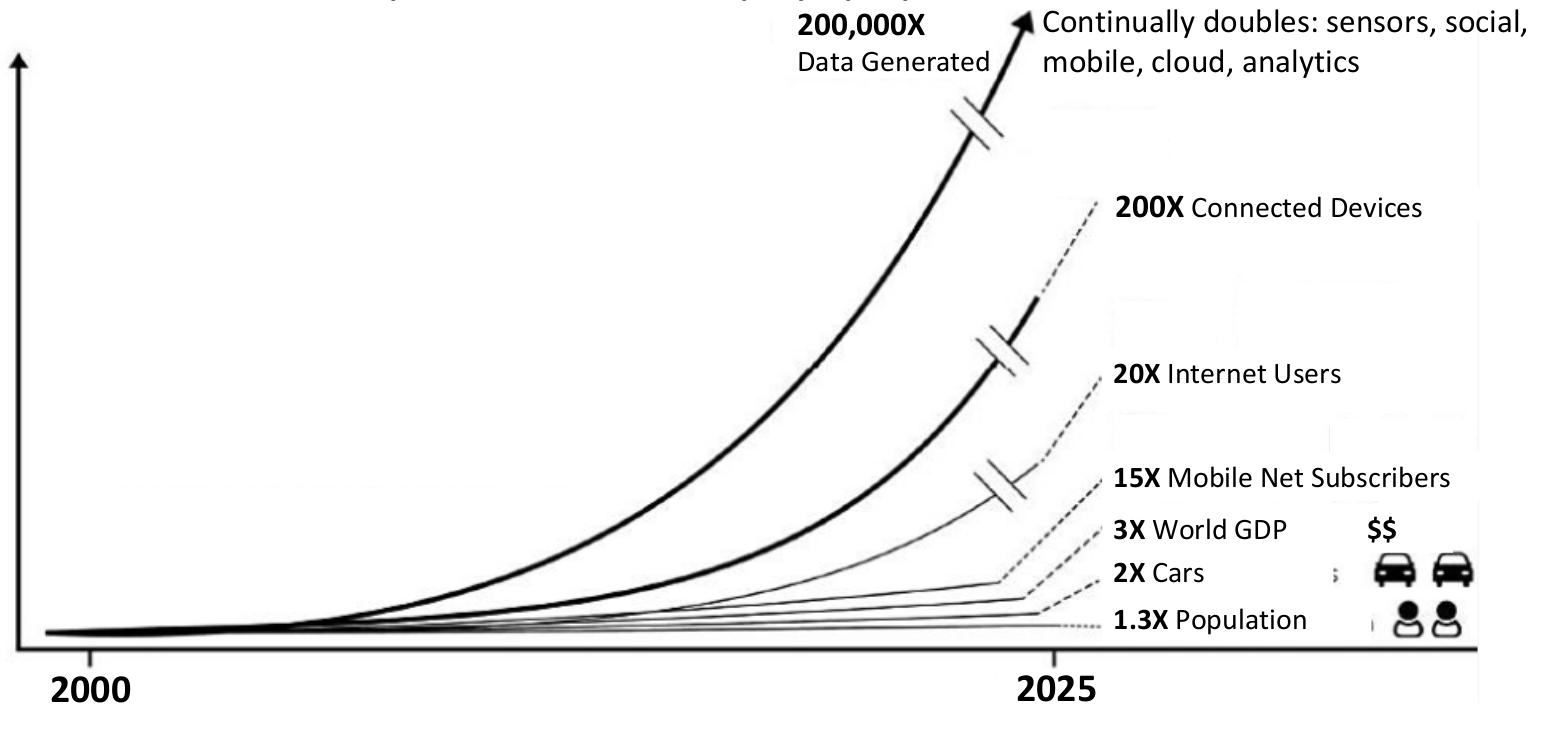 200,000X
Data Generated
Continually doubles: sensors, social,
mobile, cloud, analytics
200X Connected Devices
20X Internet Users
15X Mobile Net Subscribers
3X World GDP $$
2X Cars
1.3X Population
2000
2025